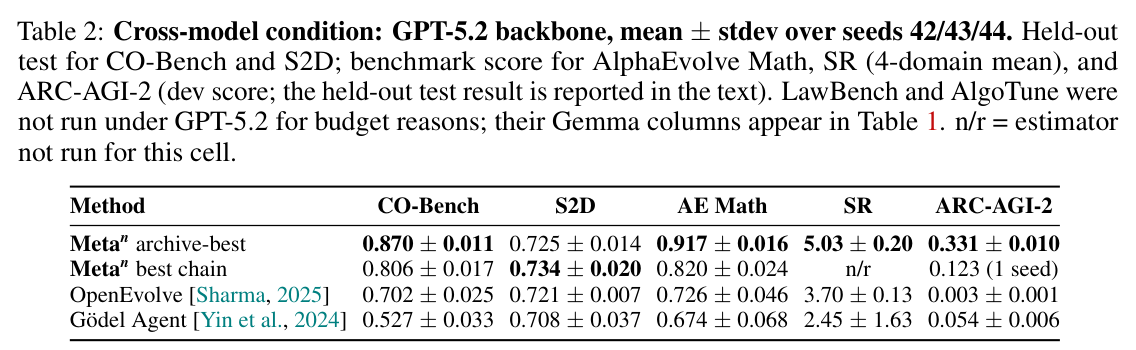 Table 2: Cross-model condition: GPT-5.2 backbone, mean ± stdev over seeds 42/43/44. Held-out
test for CO-Bench and S2D; benchmark score for AlphaEvolve Math, SR (4-domain mean), and
ARC-AGI-2 (dev score; the held-out test result is reported in the text). LawBench and AlgoTune were
not run under GPT-5.2 for budget reasons; their Gemma columns appear in Table 1. n/r = estimator
not run for this cell.
Method CO-Bench S2D AE Math SR ARC-AGI-2
Metaⁿ archive-best 0.870 ± 0.011 0.725 ± 0.014 0.917 ± 0.016 5.03 ± 0.20 0.331 ± 0.010
Metaⁿ best chain 0.806 ± 0.017 0.734 ± 0.020 0.820 ± 0.024 n/r 0.123 (1 seed)
OpenEvolve [Sharma, 2025] 0.702 ± 0.025 0.721 ± 0.007 0.726 ± 0.046 3.70 ± 0.13 0.003 ± 0.001
Gödel Agent [Yin et al., 2024] 0.527 ± 0.033 0.708 ± 0.037 0.674 ± 0.068 2.45 ± 1.63 0.054 ± 0.006